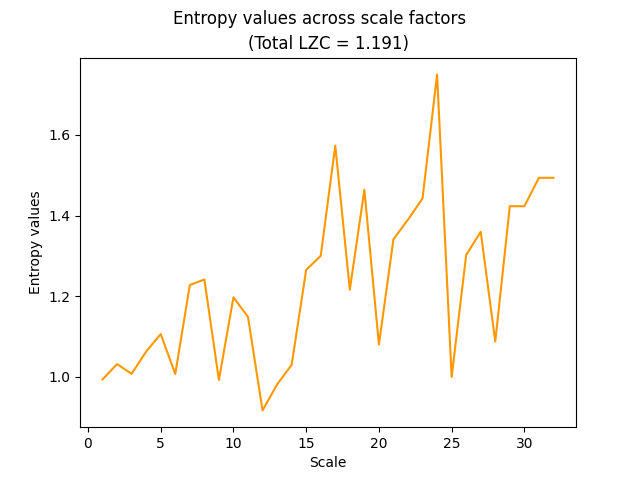 Entropy values across scale factors
(Total LZC = 1.191)
1.6
1.4
1.2
1.0
Entropy values
0 5 10 15 20 25 30
Scale